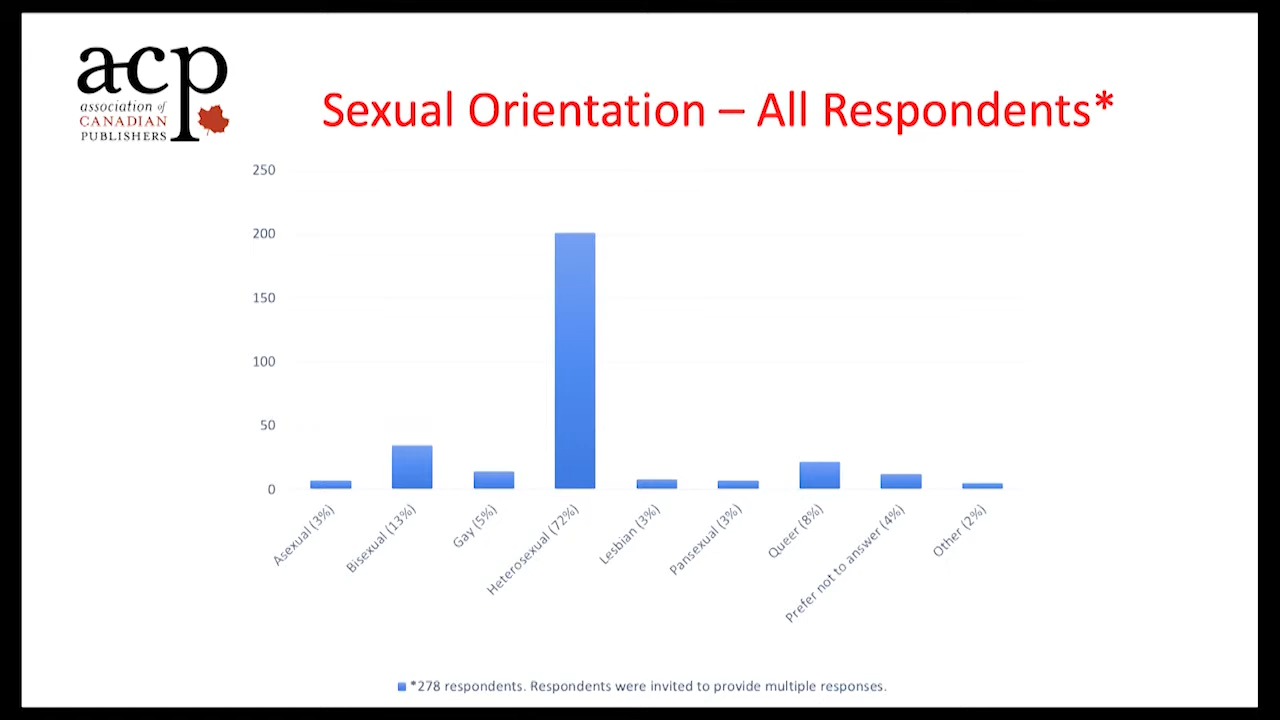 acp
association of
CANADIAN
PUBLISHERS
Sexual Orientation – All Respondents*
250
200
150
100
50
0
Asexual (3%)
Bisexual (13%)
Gay (5%)
Heterosexual (72%)
Lesbian (3%)
Pansexual (3%)
Queer (8%)
Prefer not to answer (4%)
Other (2%)
*278 respondents. Respondents were invited to provide multiple responses.